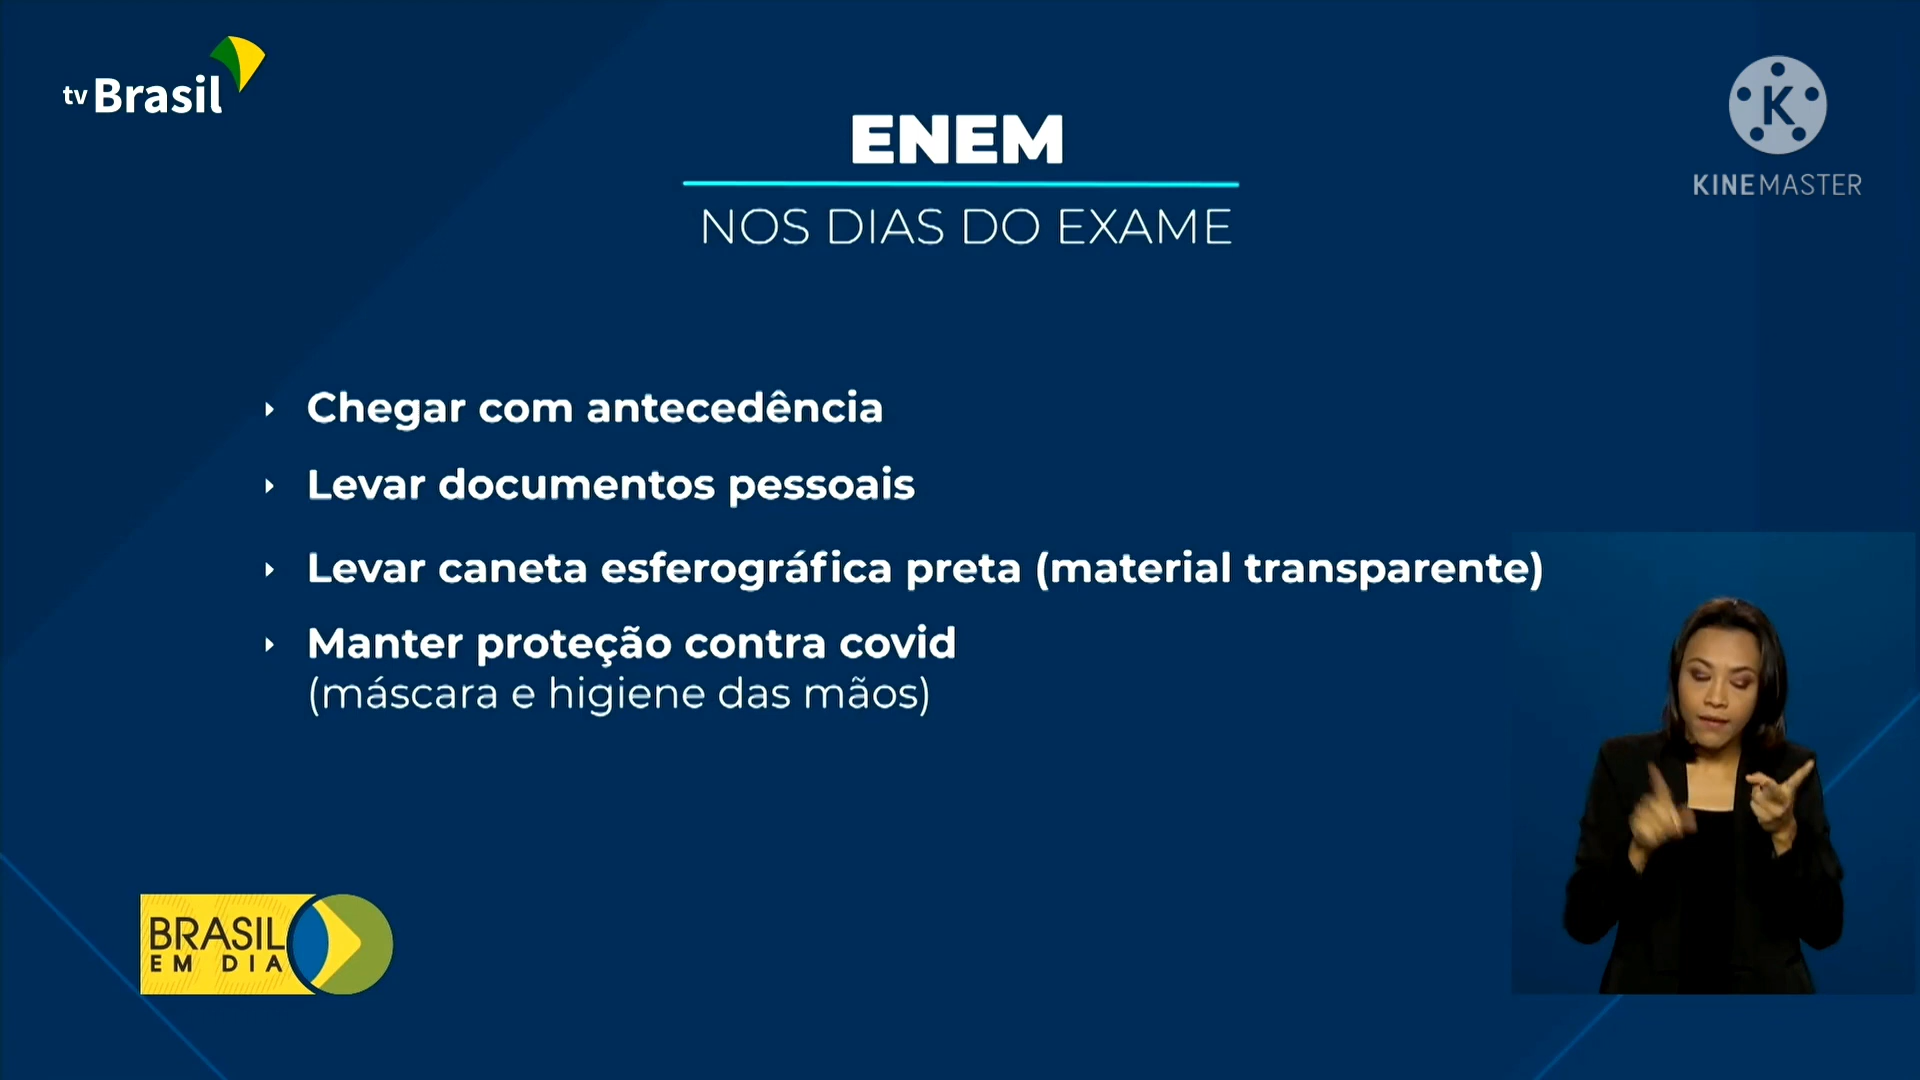 tv Brasil
K
KINEMASTER
ENEM
NOS DIAS DO EXAME
Chegar com antecedência
Levar documentos pessoais
Levar caneta esferográfica preta (material transparente)
Manter proteção contra covid
(máscara e higiene das mãos)
BRASIL
EM DIA